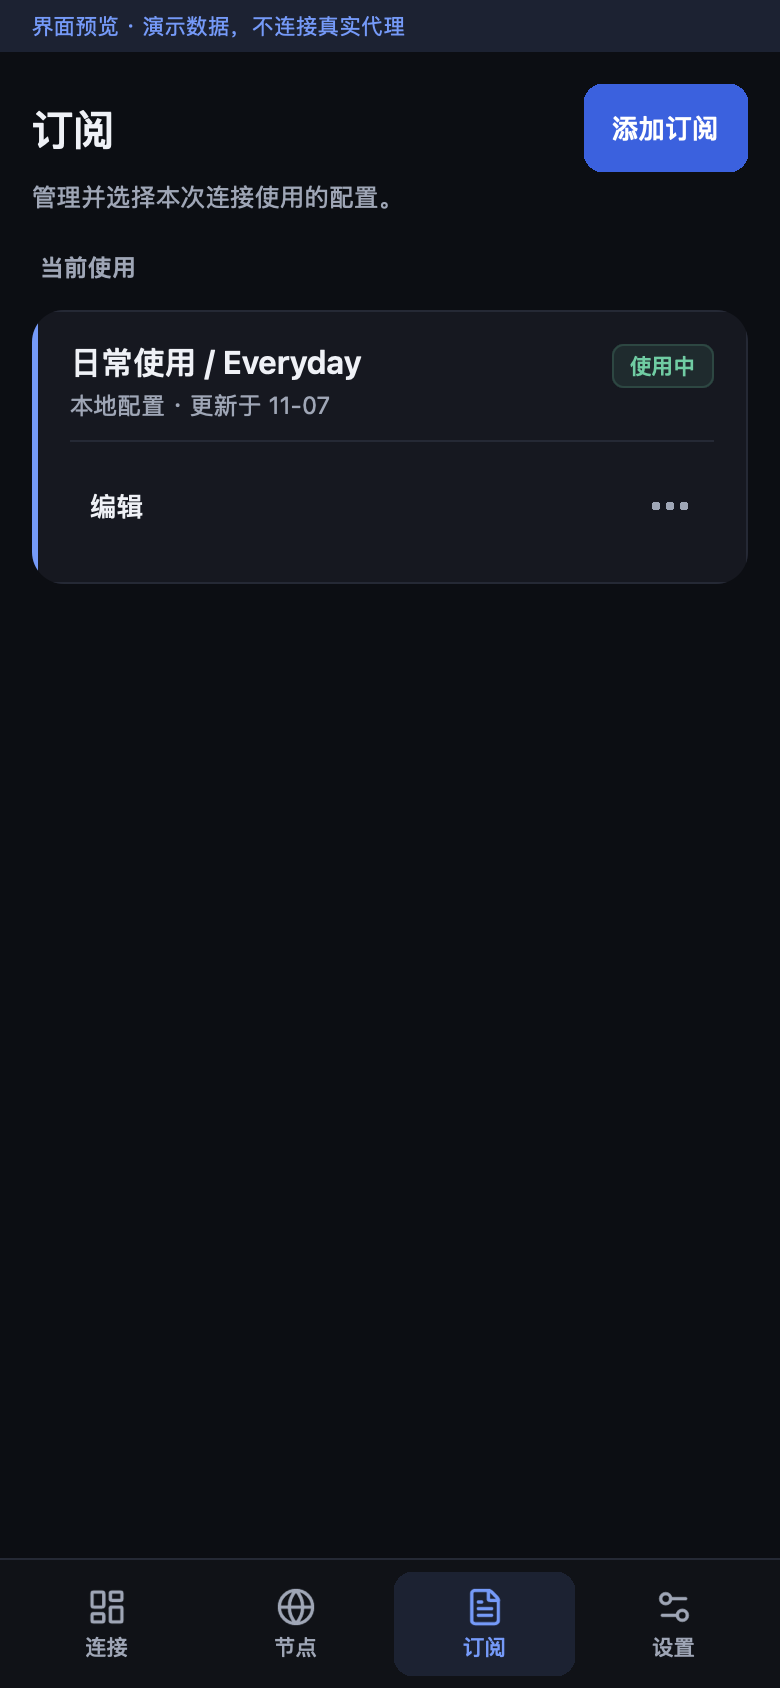 界面预览 · 演示数据，不连接真实代理
订阅
添加订阅
管理并选择本次连接使用的配置。
当前使用
日常使用 / Everyday
使用中
本地配置 · 更新于 11-07
编辑
连接
节点
订阅
设置